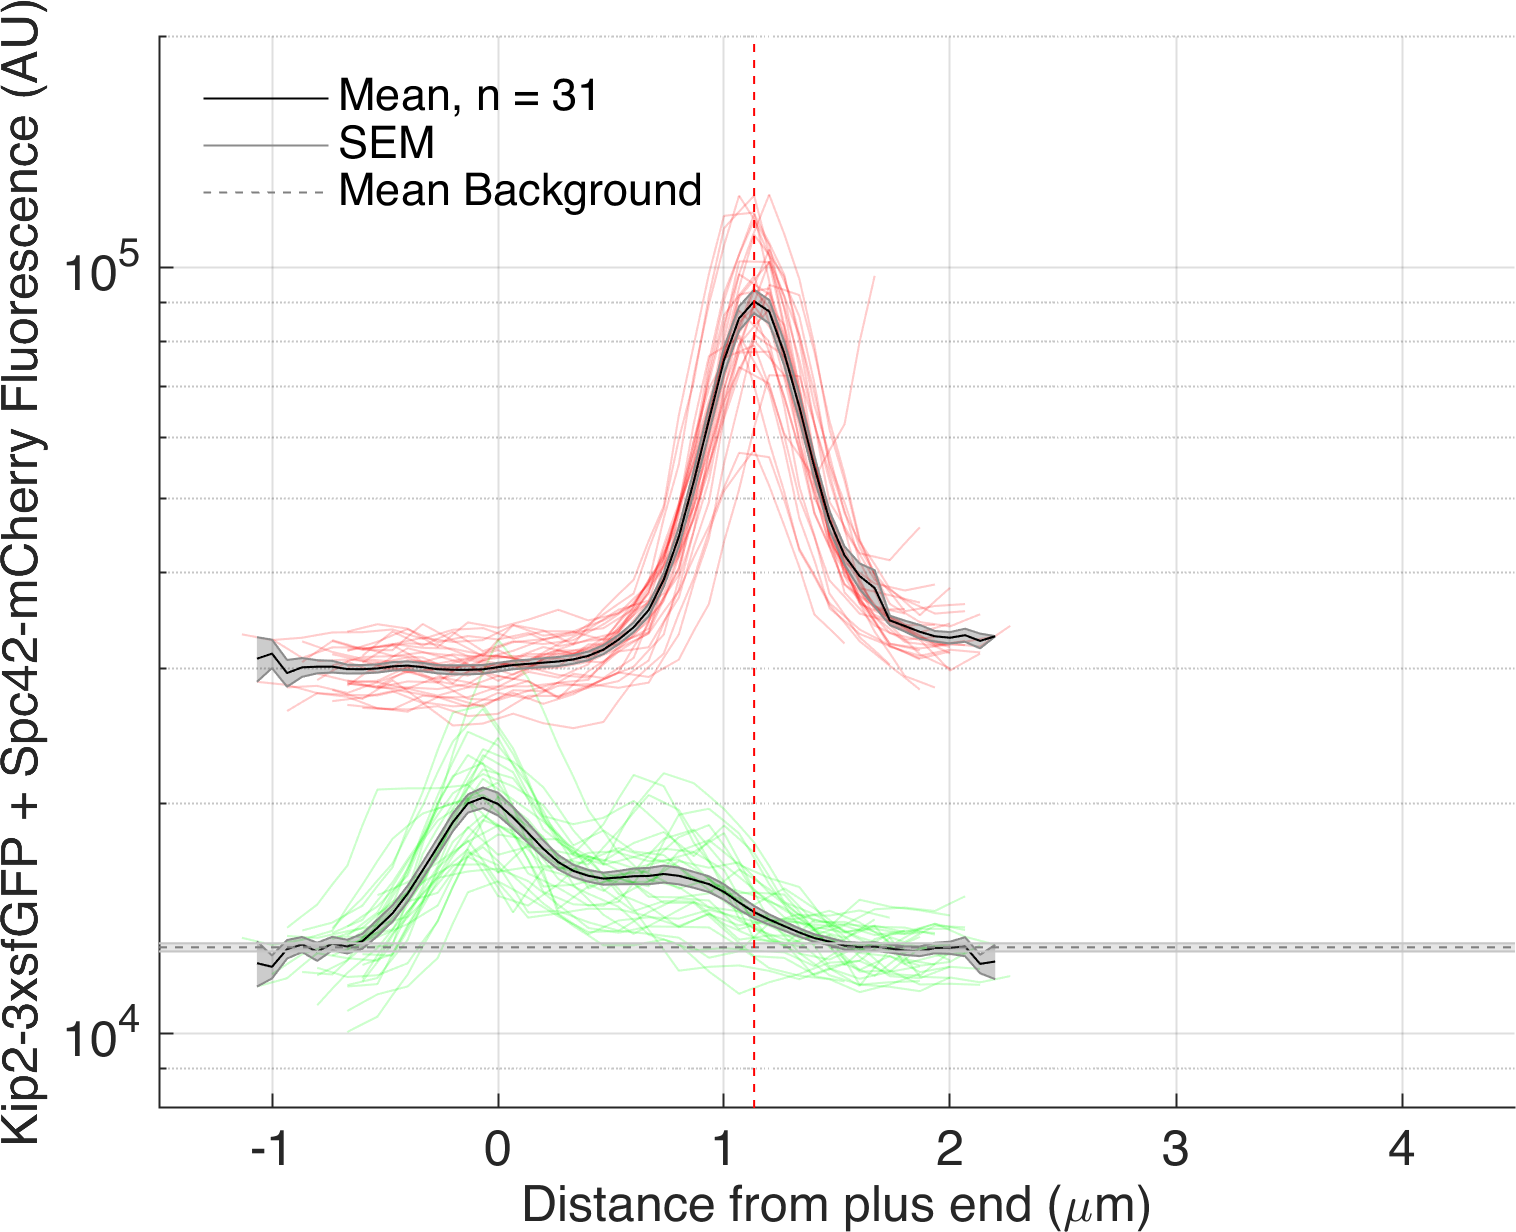 Kip2-3xsfGFP + Spc42-mCherry Fluorescence (AU)
Mean, n = 31
SEM
Mean Background
10^5
10^4
-1 0 1 2 3 4
Distance from plus end (μm)